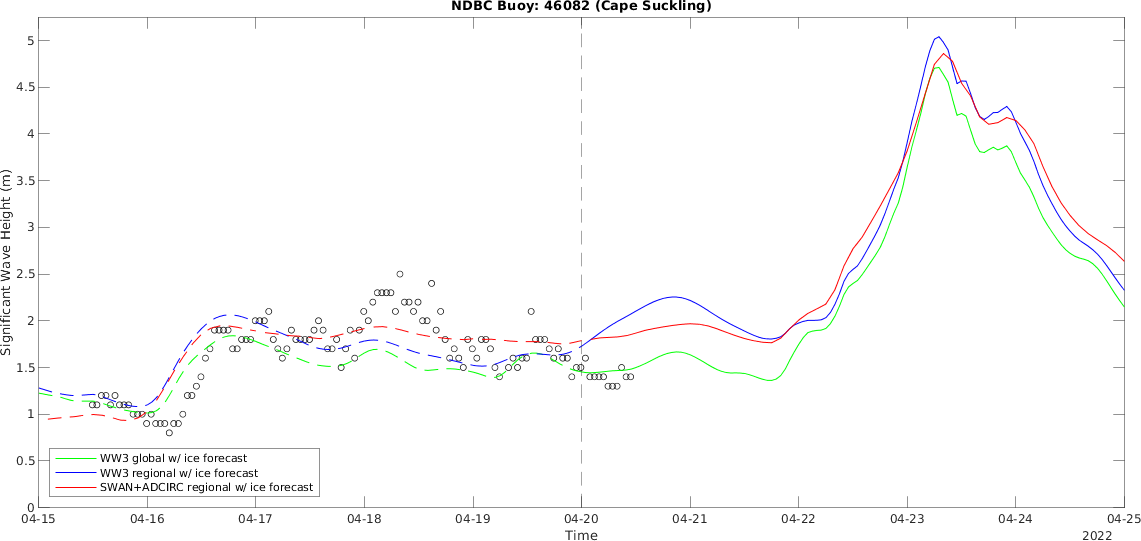 NDBC Buoy: 46082 (Cape Suckling)
5
4.5
4
3.5
3
2.5
2
1.5
1
0.5
0
Significant Wave Height (m)
WW3 global w/ ice forecast
WW3 regional w/ ice forecast
SWAN+ADCIRC regional w/ ice forecast
04-15 04-16 04-17 04-18 04-19 04-20 04-21 04-22 04-23 04-24 04-25
Time
2022